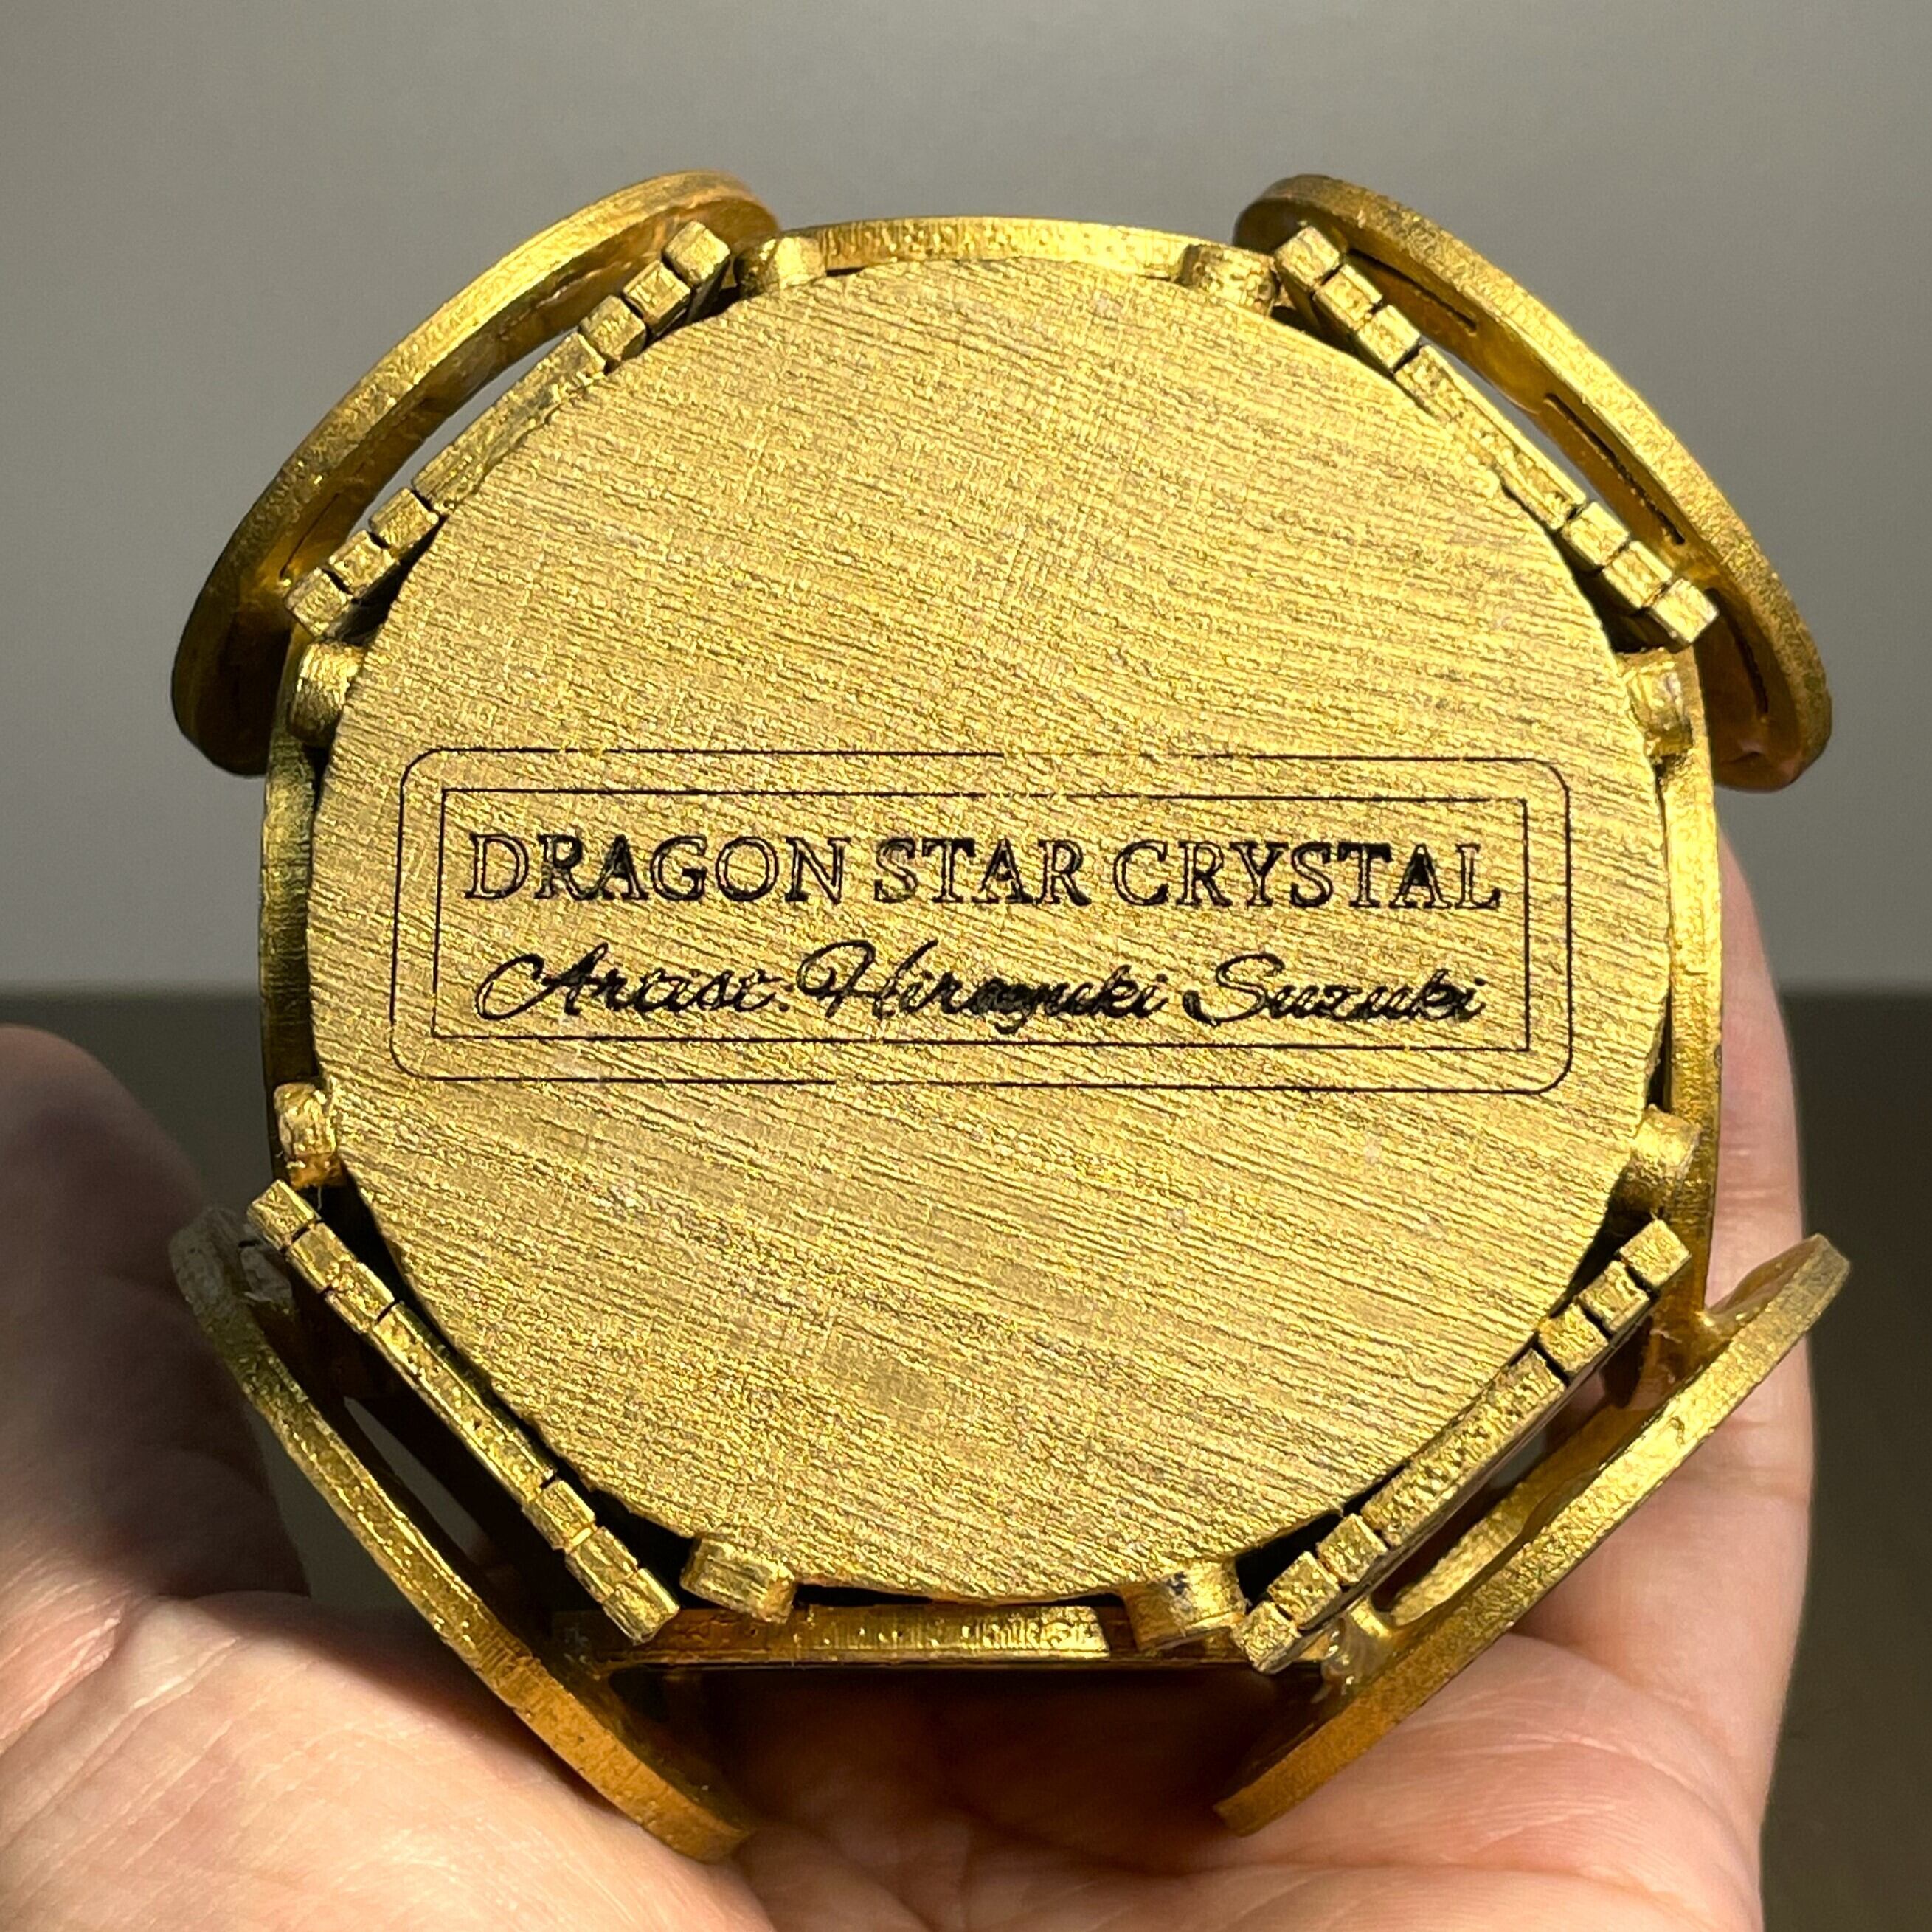 DRAGON STAR CRYSTAL
Artist. Hiroyuki Suzuki